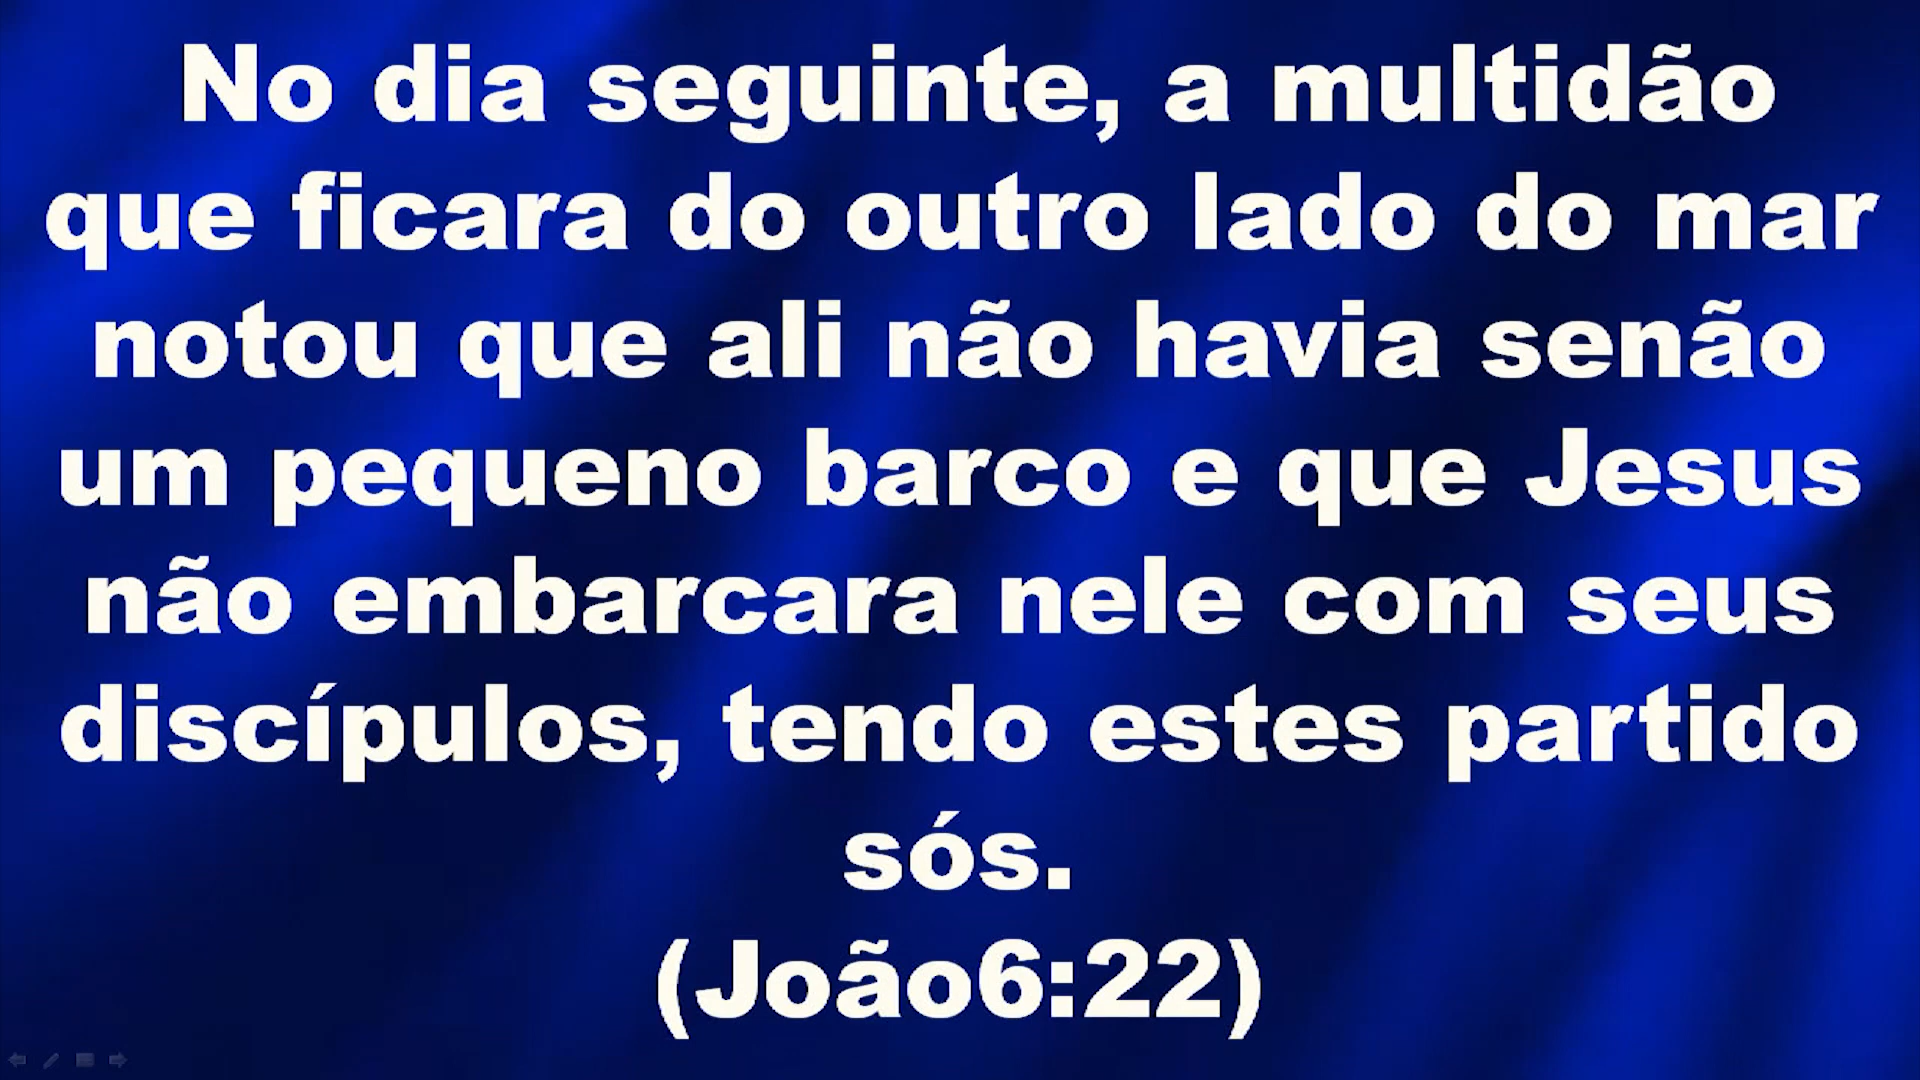 No dia seguinte, a multidão
que ficara do outro lado do mar
notou que ali não havia senão
um pequeno barco e que Jesus
não embarcara nele com seus
discípulos, tendo estes partido
sós.
(João6:22)